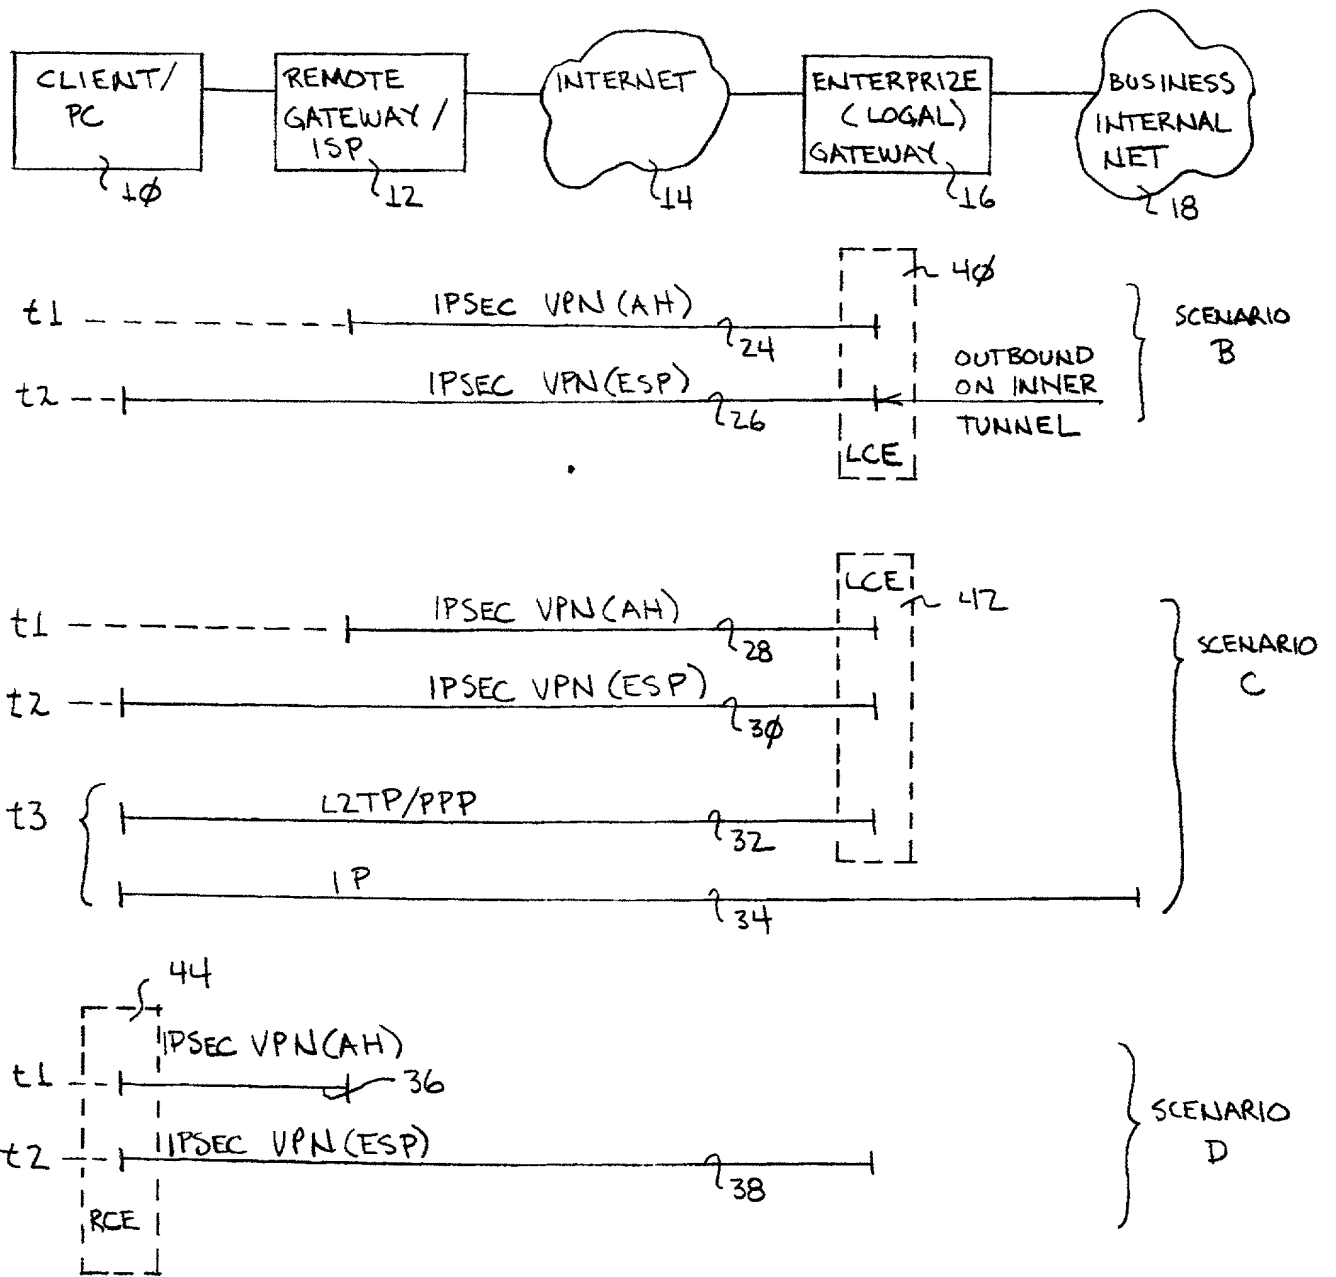 CLIENT/
PC
10
REMOTE
GATEWAY/
ISP
12
INTERNET
14
ENTERPRIZE
(LOGAL)
GATEWAY
16
BUSINESS
INTERNAL
NET
18
40
t1
IPSEC VPN (AH)
24
t2
IPSEC VPN(ESP)
26
LCE
OUTBOUND
ON INNER
TUNNEL
SCENARIO
B
LCE
42
t1
IPSEC VPN(AH)
28
t2
IPSEC VPN (ESP)
30
t3
L2TP/PPP
32
IP
34
SCENARIO
C
44
t1
IPSEC VPN(AH)
36
t2
IPSEC VPN(ESP)
38
RCE
SCENARIO
D